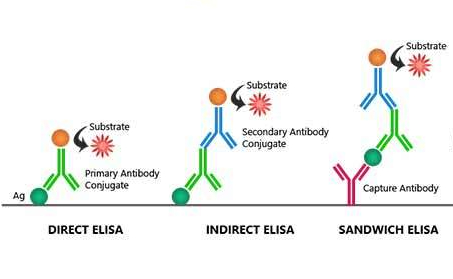 Substrate
Primary Antibody
Conjugate
Ag
DIRECT ELISA
Substrate
Secondary Antibody
Conjugate
INDIRECT ELISA
Substrate
Capture Antibody
SANDWICH ELISA